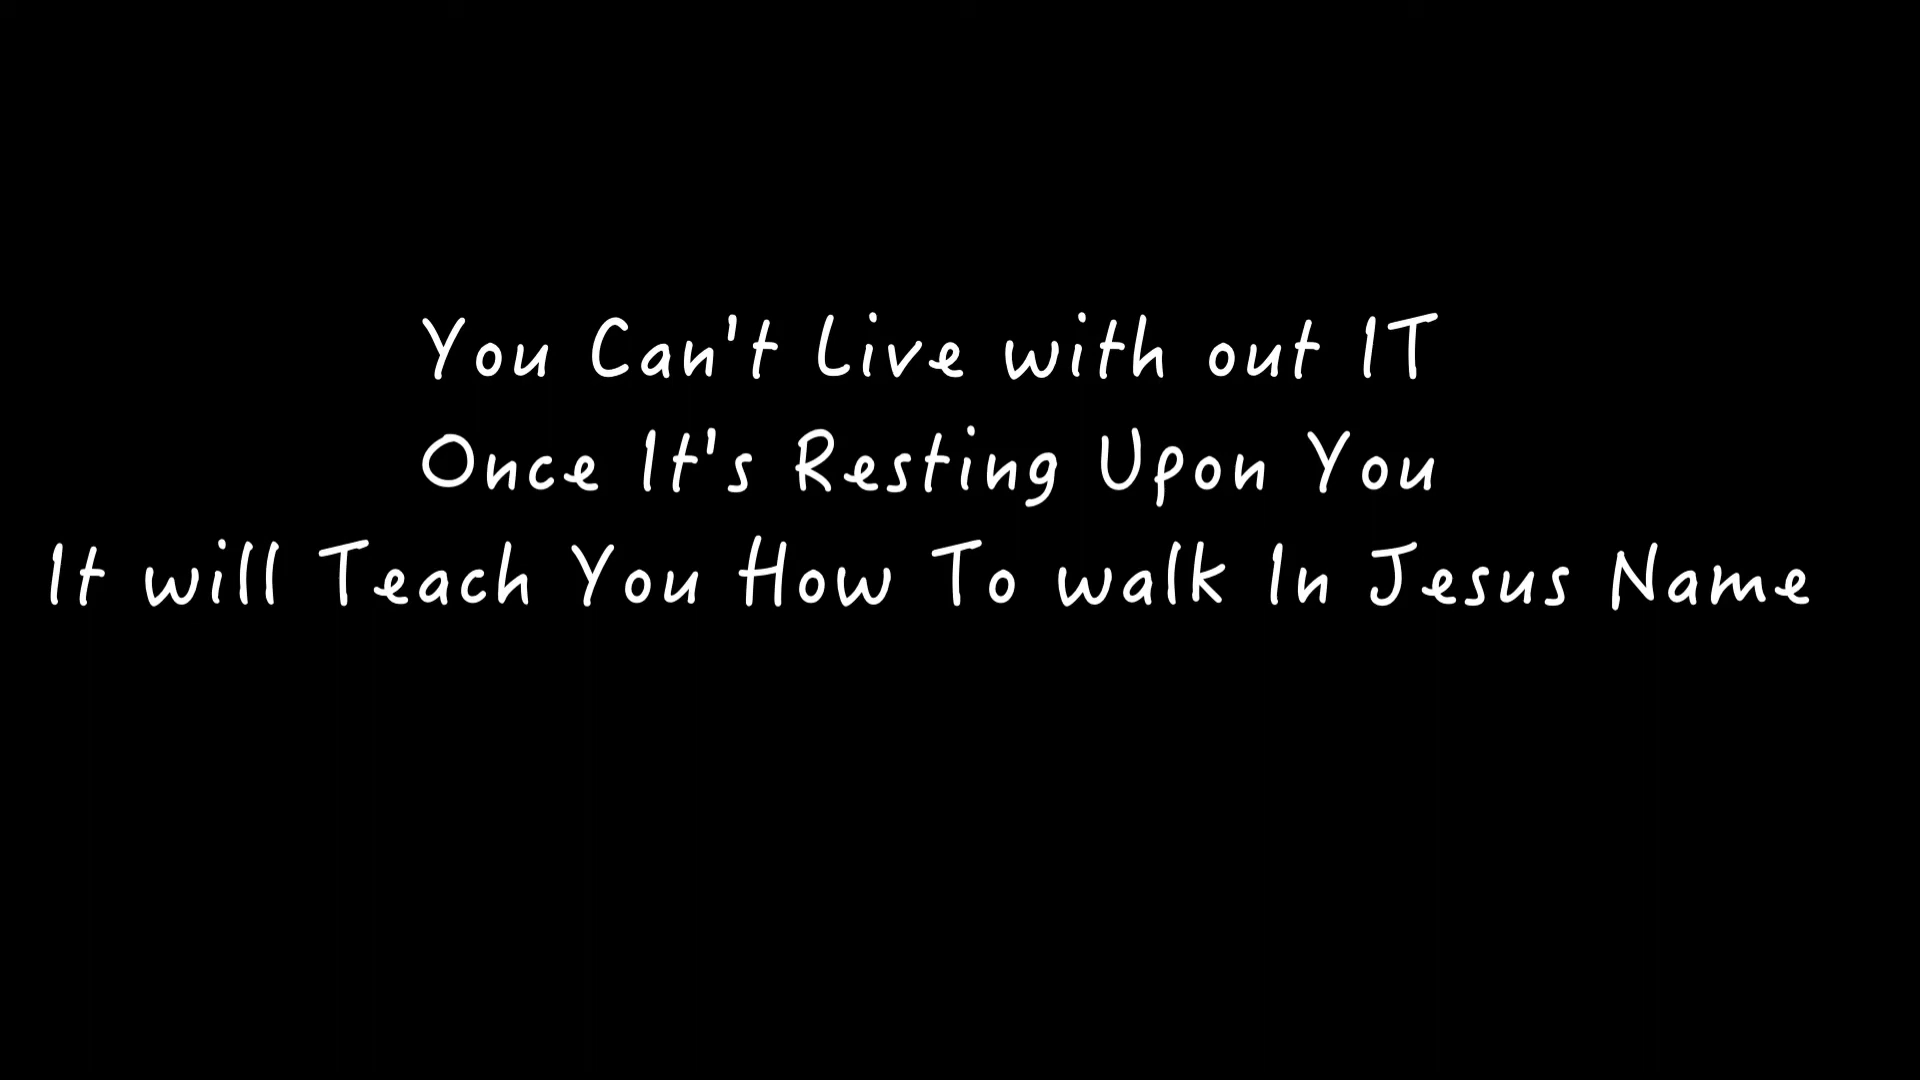 You Can't Live with out IT
Once It's Resting Upon You
It will Teach You How To walk In Jesus Name